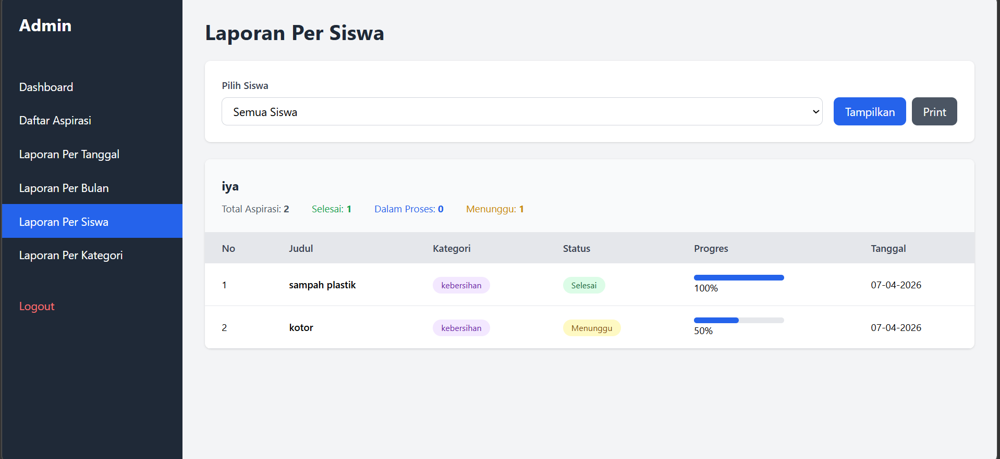 Admin
Dashboard
Daftar Aspirasi
Laporan Per Tanggal
Laporan Per Bulan
Laporan Per Siswa
Laporan Per Kategori
Logout
Laporan Per Siswa
Pilih Siswa
Semua Siswa
Tampilkan
Print
iya
Total Aspirasi: 2 Selesai: 1 Dalam Proses: 0 Menunggu: 1
No Judul Kategori Status Progres Tanggal
1 sampah plastik kebersihan Selesai 100% 07-04-2026
2 kotor kebersihan Menunggu 50% 07-04-2026